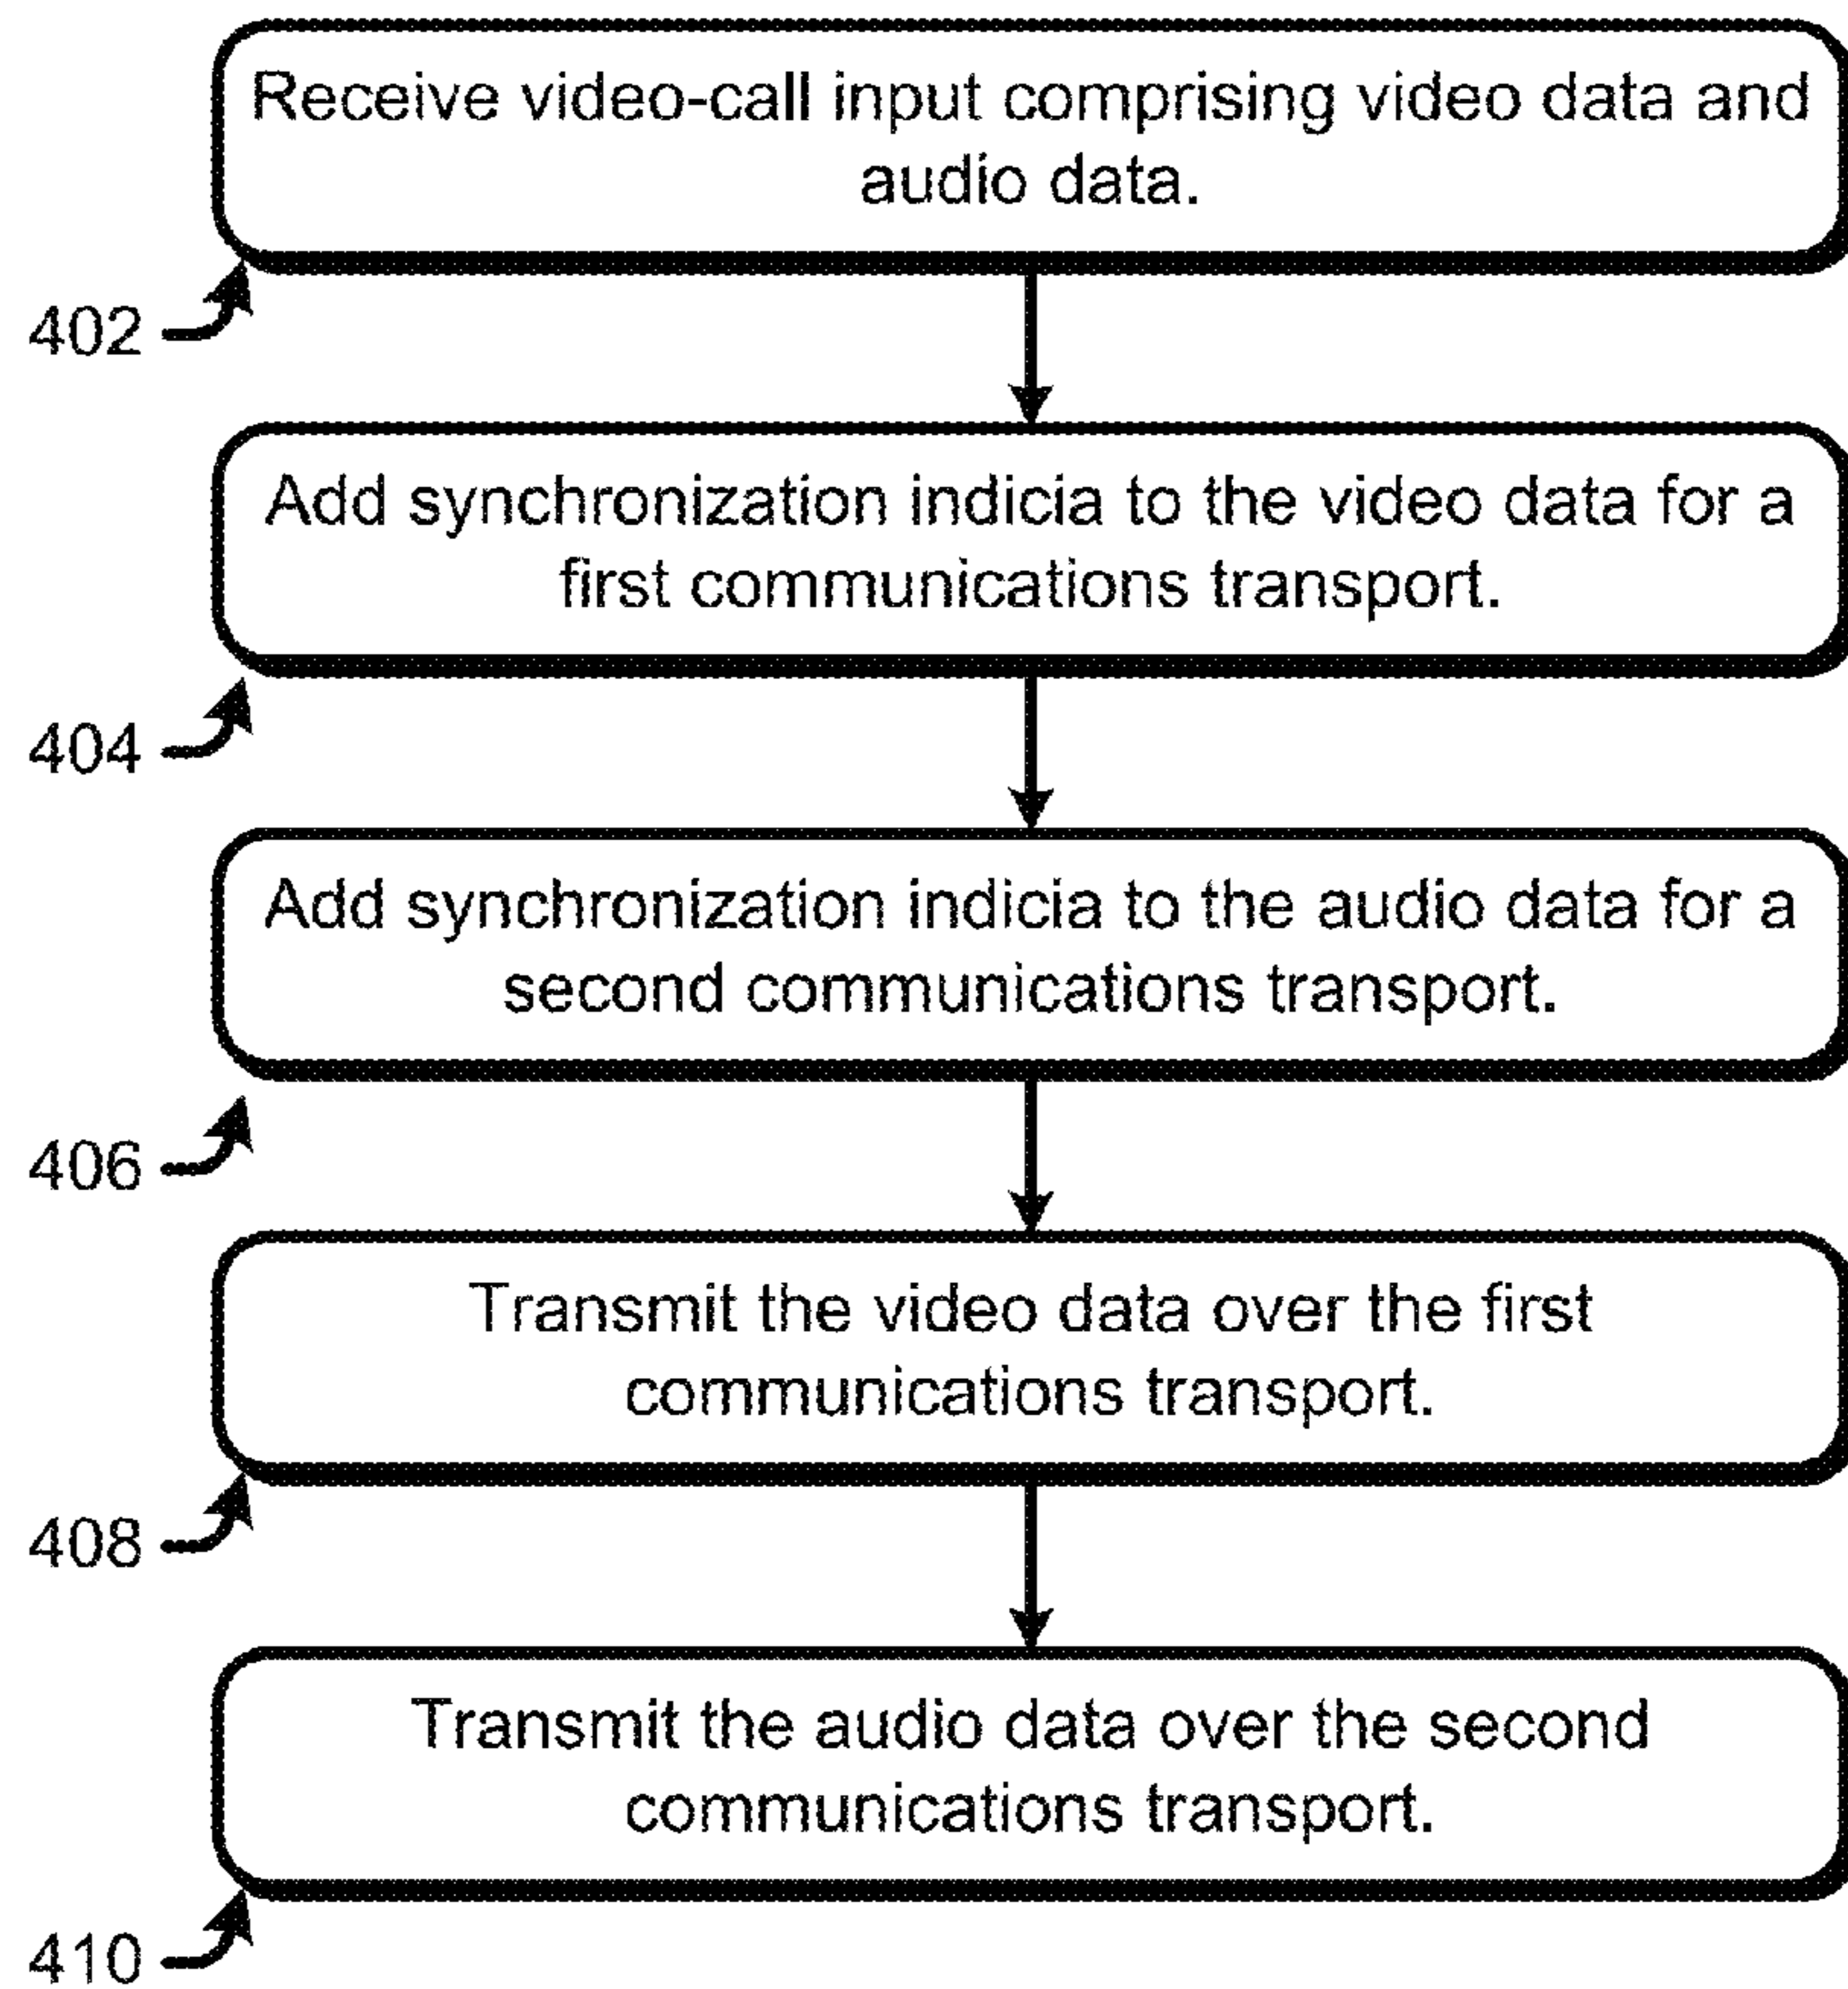 Receive video-call input comprising video data and
audio data.
402
Add synchronization indicia to the video data for a
first communications transport.
404
Add synchronization indicia to the audio data for a
second communications transport.
406
Transmit the video data over the first
communications transport.
408
Transmit the audio data over the second
communications transport.
410